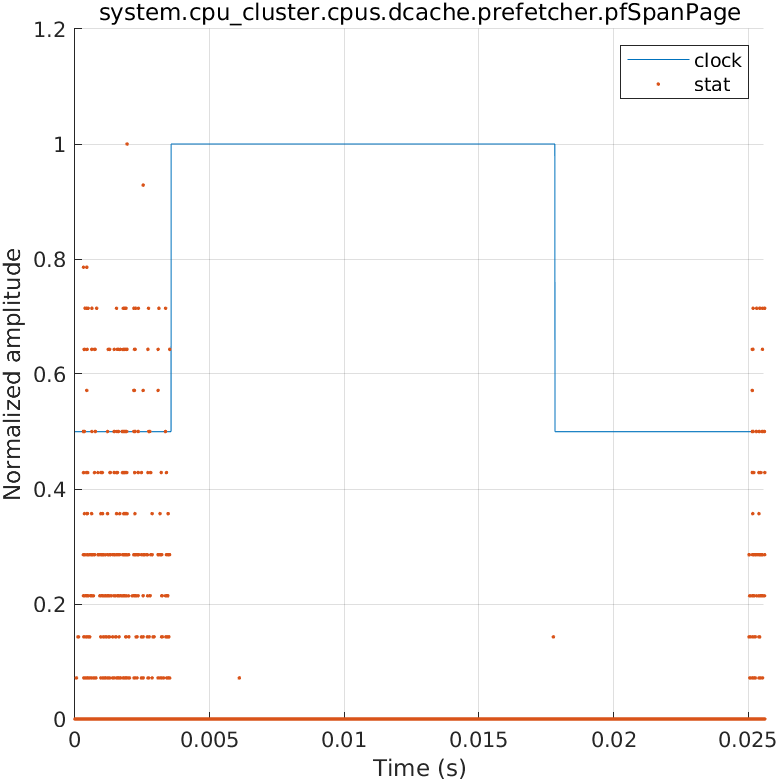 system.cpu_cluster.cpus.dcache.prefetcher.pfSpanPage
1.2
clock
stat
1
0.8
0.6
0.4
0.2
0
Normalized amplitude
0
0.005
0.01
0.015
0.02
0.025
Time (s)